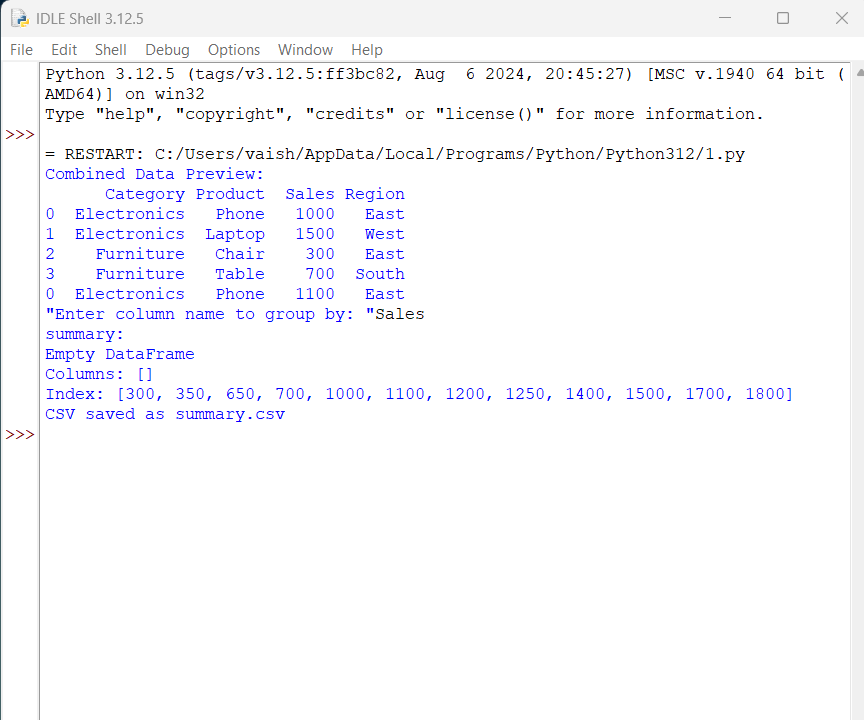 IDLE Shell 3.12.5
File Edit Shell Debug Options Window Help
Python 3.12.5 (tags/v3.12.5:ff3bc82, Aug  6 2024, 20:45:27) [MSC v.1940 64 bit (
AMD64)] on win32
Type "help", "copyright", "credits" or "license()" for more information.
>>>
= RESTART: C:/Users/vaish/AppData/Local/Programs/Python/Python312/1.py
Combined Data Preview:
      Category Product  Sales Region
0  Electronics   Phone   1000   East
1  Electronics  Laptop   1500   West
2    Furniture   Chair    300   East
3    Furniture   Table    700  South
0  Electronics   Phone   1100   East
"Enter column name to group by: "Sales
summary:
Empty DataFrame
Columns: []
Index: [300, 350, 650, 700, 1000, 1100, 1200, 1250, 1400, 1500, 1700, 1800]
CSV saved as summary.csv
>>>